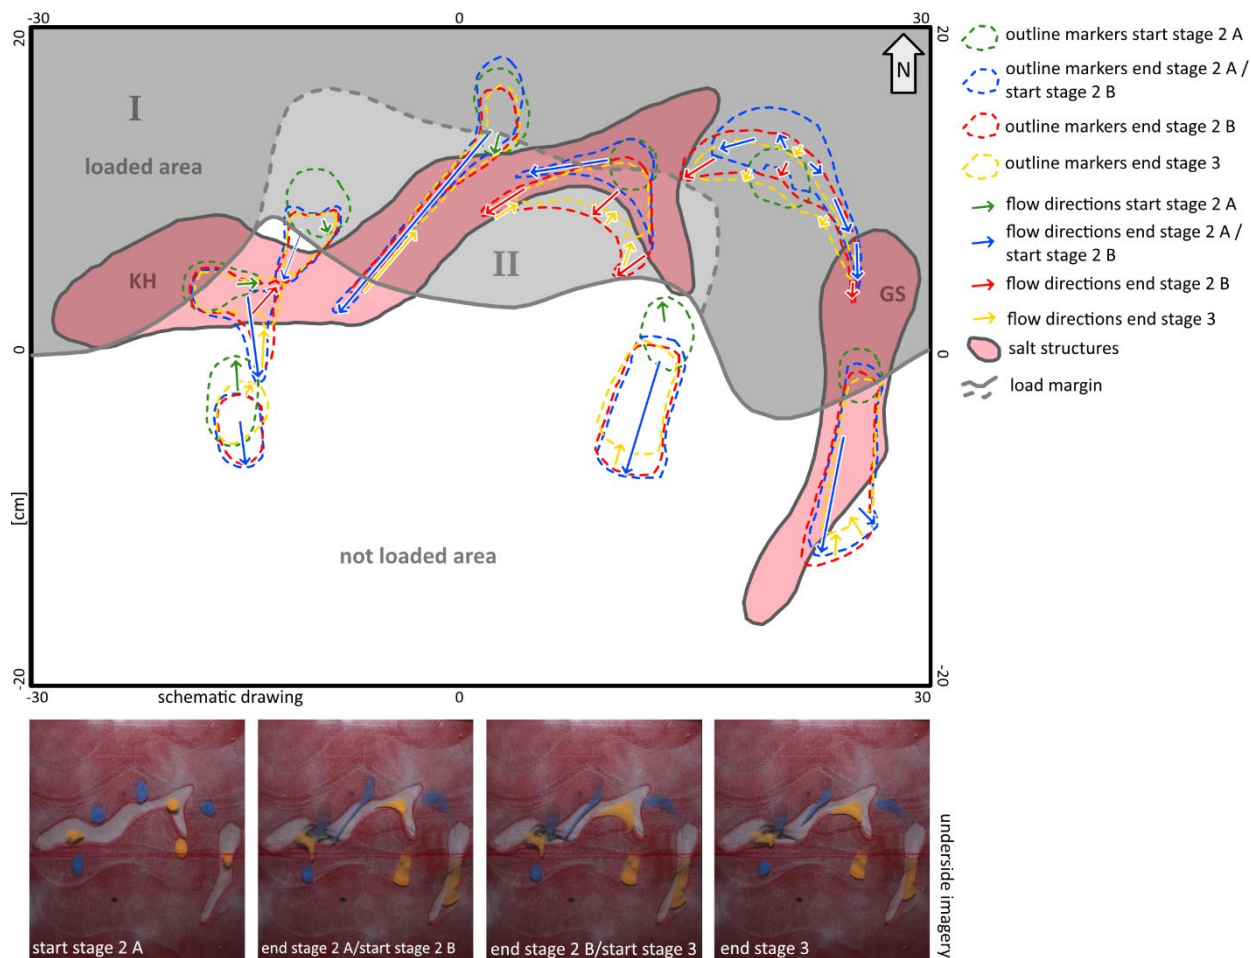 -30
0
30
20
20
N
I
loaded area
II
KH
GS
0
0
[cm]
not loaded area
-20
-20
-30
schematic drawing
0
30
outline markers start stage 2 A
outline markers end stage 2 A /
start stage 2 B
outline markers end stage 2 B
outline markers end stage 3
flow directions start stage 2 A
flow directions end stage 2 A /
start stage 2 B
flow directions end stage 2 B
flow directions end stage 3
salt structures
load margin
start stage 2 A
end stage 2 A/start stage 2 B
end stage 2 B/start stage 3
end stage 3
underside imagery